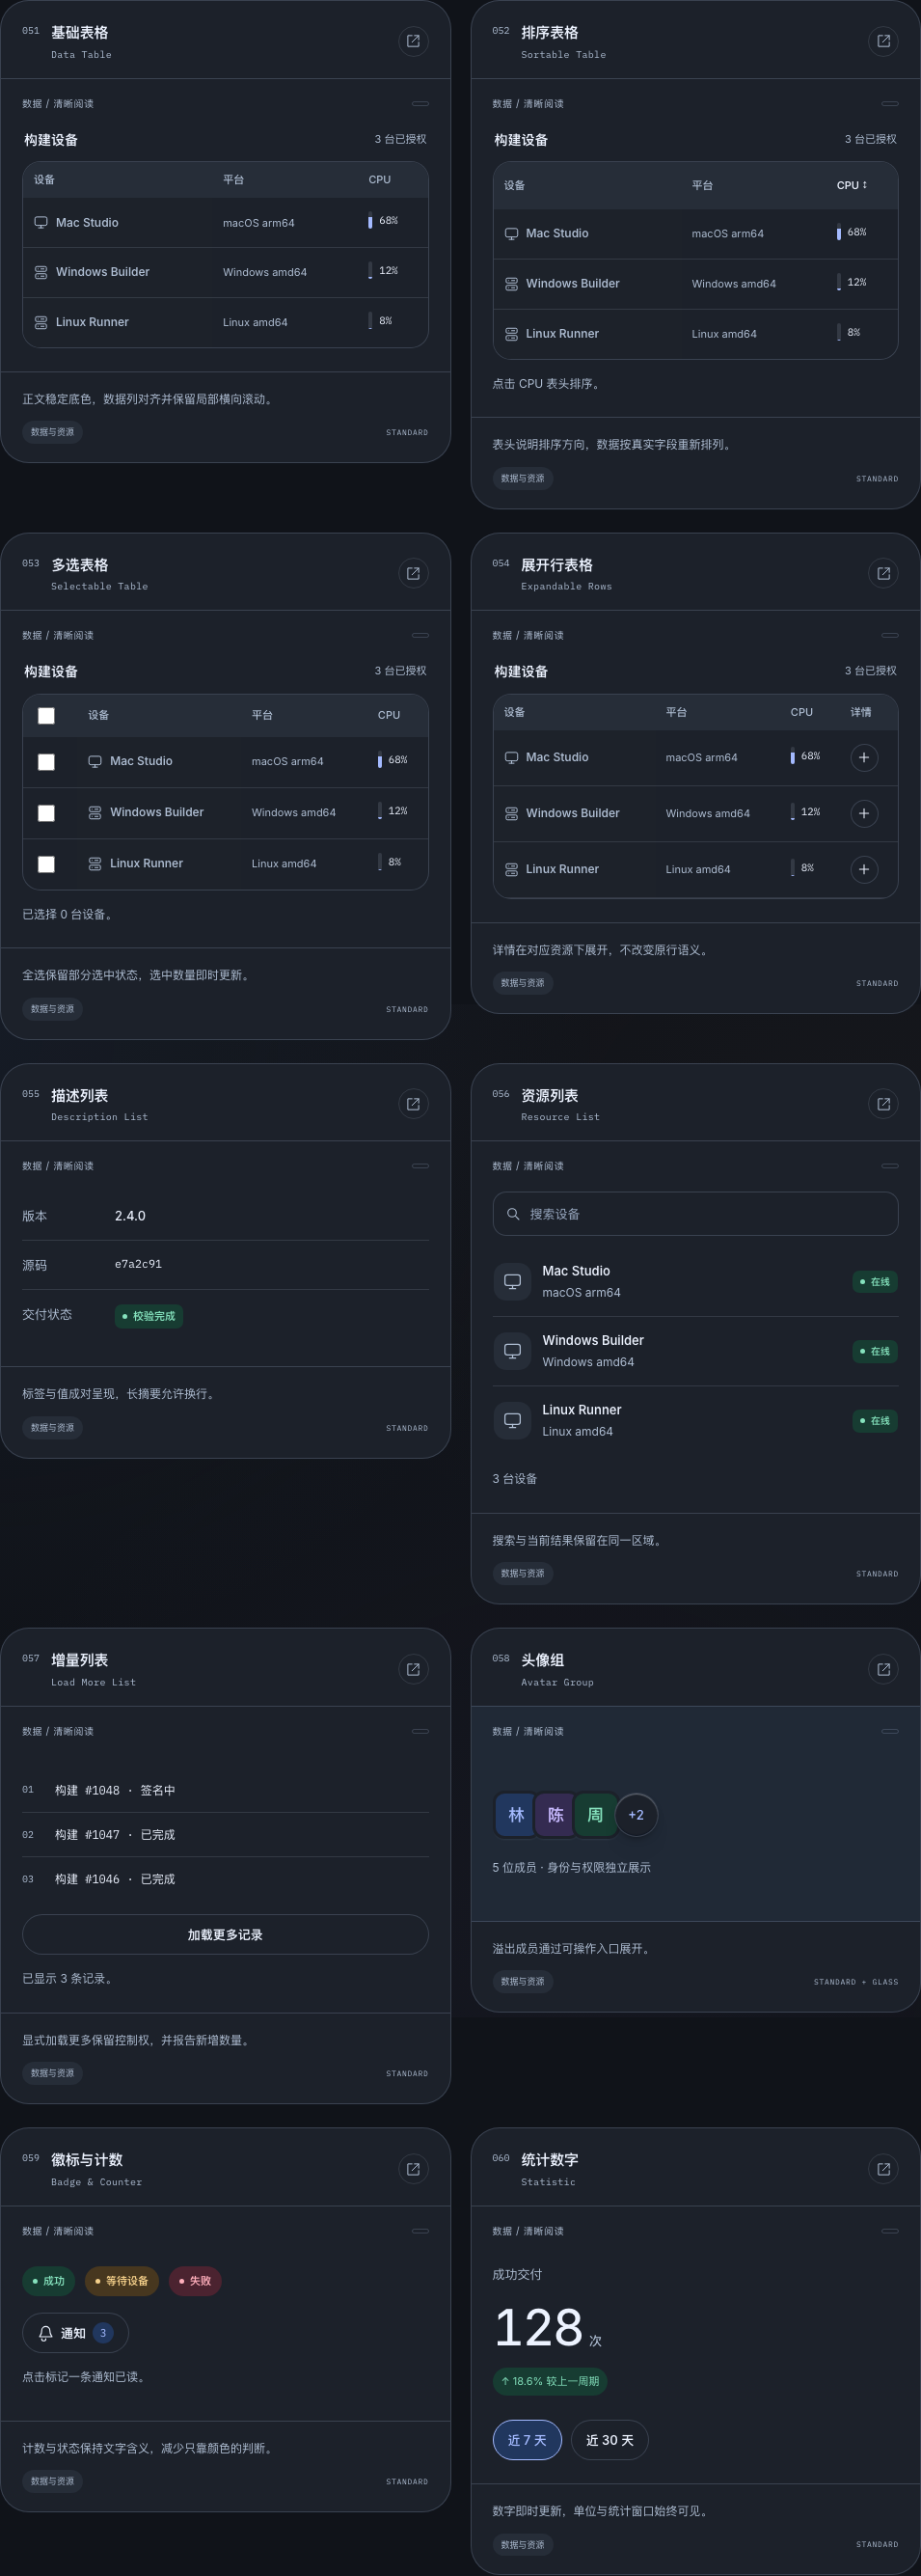 051 基础表格
Data Table
数据 / 清晰阅读
构建设备 3 台已授权
设备 平台 CPU
Mac Studio macOS arm64 68%
Windows Builder Windows amd64 12%
Linux Runner Linux amd64 8%
正文稳定底色，数据列对齐并保留局部横向滚动。
数据与资源 STANDARD
052 排序表格
Sortable Table
数据 / 清晰阅读
构建设备 3 台已授权
设备 平台 CPU ↕
Mac Studio macOS arm64 68%
Windows Builder Windows amd64 12%
Linux Runner Linux amd64 8%
点击 CPU 表头排序。
表头说明排序方向，数据按真实字段重新排列。
数据与资源 STANDARD
053 多选表格
Selectable Table
数据 / 清晰阅读
构建设备 3 台已授权
设备 平台 CPU
Mac Studio macOS arm64 68%
Windows Builder Windows amd64 12%
Linux Runner Linux amd64 8%
已选择 0 台设备。
全选保留部分选中状态，选中数量即时更新。
数据与资源 STANDARD
054 展开行表格
Expandable Rows
数据 / 清晰阅读
构建设备 3 台已授权
设备 平台 CPU 详情
Mac Studio macOS arm64 68% +
Windows Builder Windows amd64 12% +
Linux Runner Linux amd64 8% +
详情在对应资源下展开，不改变原行语义。
数据与资源 STANDARD
055 描述列表
Description List
数据 / 清晰阅读
版本 2.4.0
源码 e7a2c91
交付状态 校验完成
标签与值成对呈现，长摘要允许换行。
数据与资源 STANDARD
056 资源列表
Resource List
数据 / 清晰阅读
搜索设备
Mac Studio
macOS arm64 在线
Windows Builder
Windows amd64 在线
Linux Runner
Linux amd64 在线
3 台设备
搜索与当前结果保留在同一区域。
数据与资源 STANDARD
057 增量列表
Load More List
数据 / 清晰阅读
01 构建 #1048 · 签名中
02 构建 #1047 · 已完成
03 构建 #1046 · 已完成
加载更多记录
已显示 3 条记录。
显式加载更多保留控制权，并报告新增数量。
数据与资源 STANDARD
058 头像组
Avatar Group
数据 / 清晰阅读
林 陈 周 +2
5 位成员 · 身份与权限独立展示
溢出成员通过可操作入口展开。
数据与资源 STANDARD + GLASS
059 徽标与计数
Badge & Counter
数据 / 清晰阅读
成功 等待设备 失败
通知 3
点击标记一条通知已读。
计数与状态保持文字含义，减少只靠颜色的判断。
数据与资源 STANDARD
060 统计数字
Statistic
数据 / 清晰阅读
成功交付
128 次
↑ 18.6% 较上一周期
近 7 天 近 30 天
数字即时更新，单位与统计窗口始终可见。
数据与资源 STANDARD